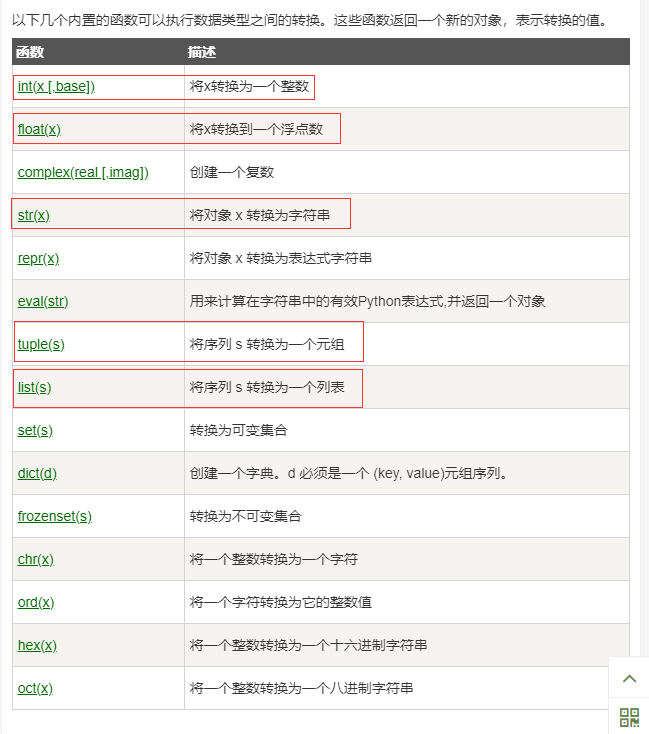 以下几个内置的函数可以执行数据类型之间的转换。这些函数返回一个新的对象，表示转换的值。
函数 描述
int(x [,base]) 将x转换为一个整数
float(x) 将x转换到一个浮点数
complex(real [,imag]) 创建一个复数
str(x) 将对象 x 转换为字符串
repr(x) 将对象 x 转换为表达式字符串
eval(str) 用来计算在字符串中的有效Python表达式,并返回一个对象
tuple(s) 将序列 s 转换为一个元组
list(s) 将序列 s 转换为一个列表
set(s) 转换为可变集合
dict(d) 创建一个字典。d 必须是一个 (key, value)元组序列。
frozenset(s) 转换为不可变集合
chr(x) 将一个整数转换为一个字符
ord(x) 将一个字符转换为它的整数值
hex(x) 将一个整数转换为一个十六进制字符串
oct(x) 将一个整数转换为一个八进制字符串